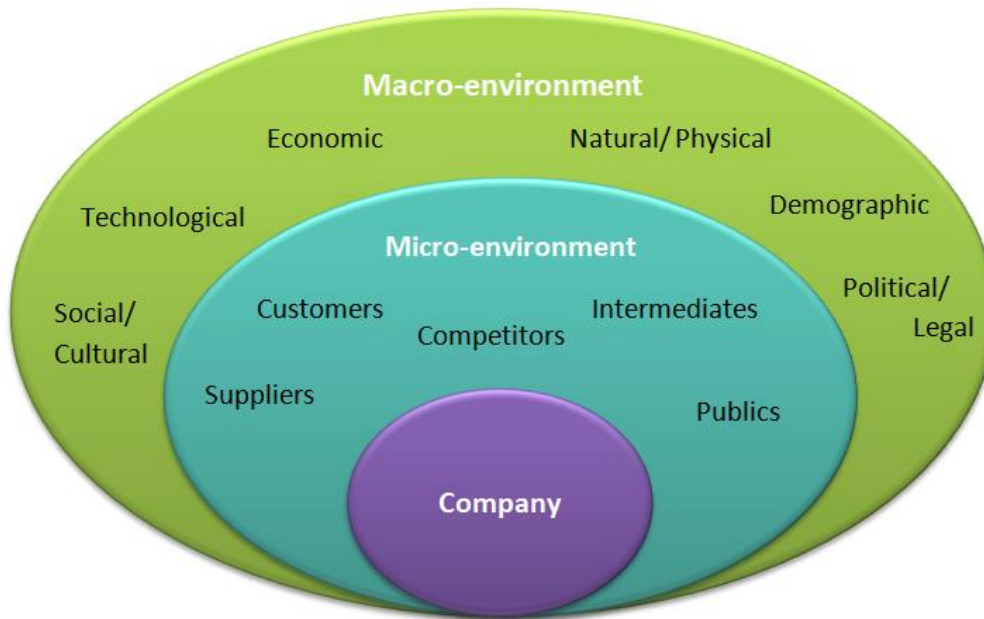 Macro-environment
Economic
Natural/ Physical
Technological
Demographic
Social/
Cultural
Political/
Legal
Micro-environment
Customers
Intermediates
Competitors
Suppliers
Publics
Company